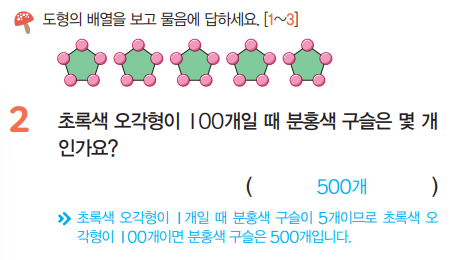 도형의 배열을 보고 물음에 답하세요. [1~3]
2 초록색 오각형이 100개일 때 분홍색 구슬은 몇 개
인가요?
( 500개 )
초록색 오각형이 1개일 때 분홍색 구슬이 5개이므로 초록색 오
각형이 100개이면 분홍색 구슬은 500개입니다.